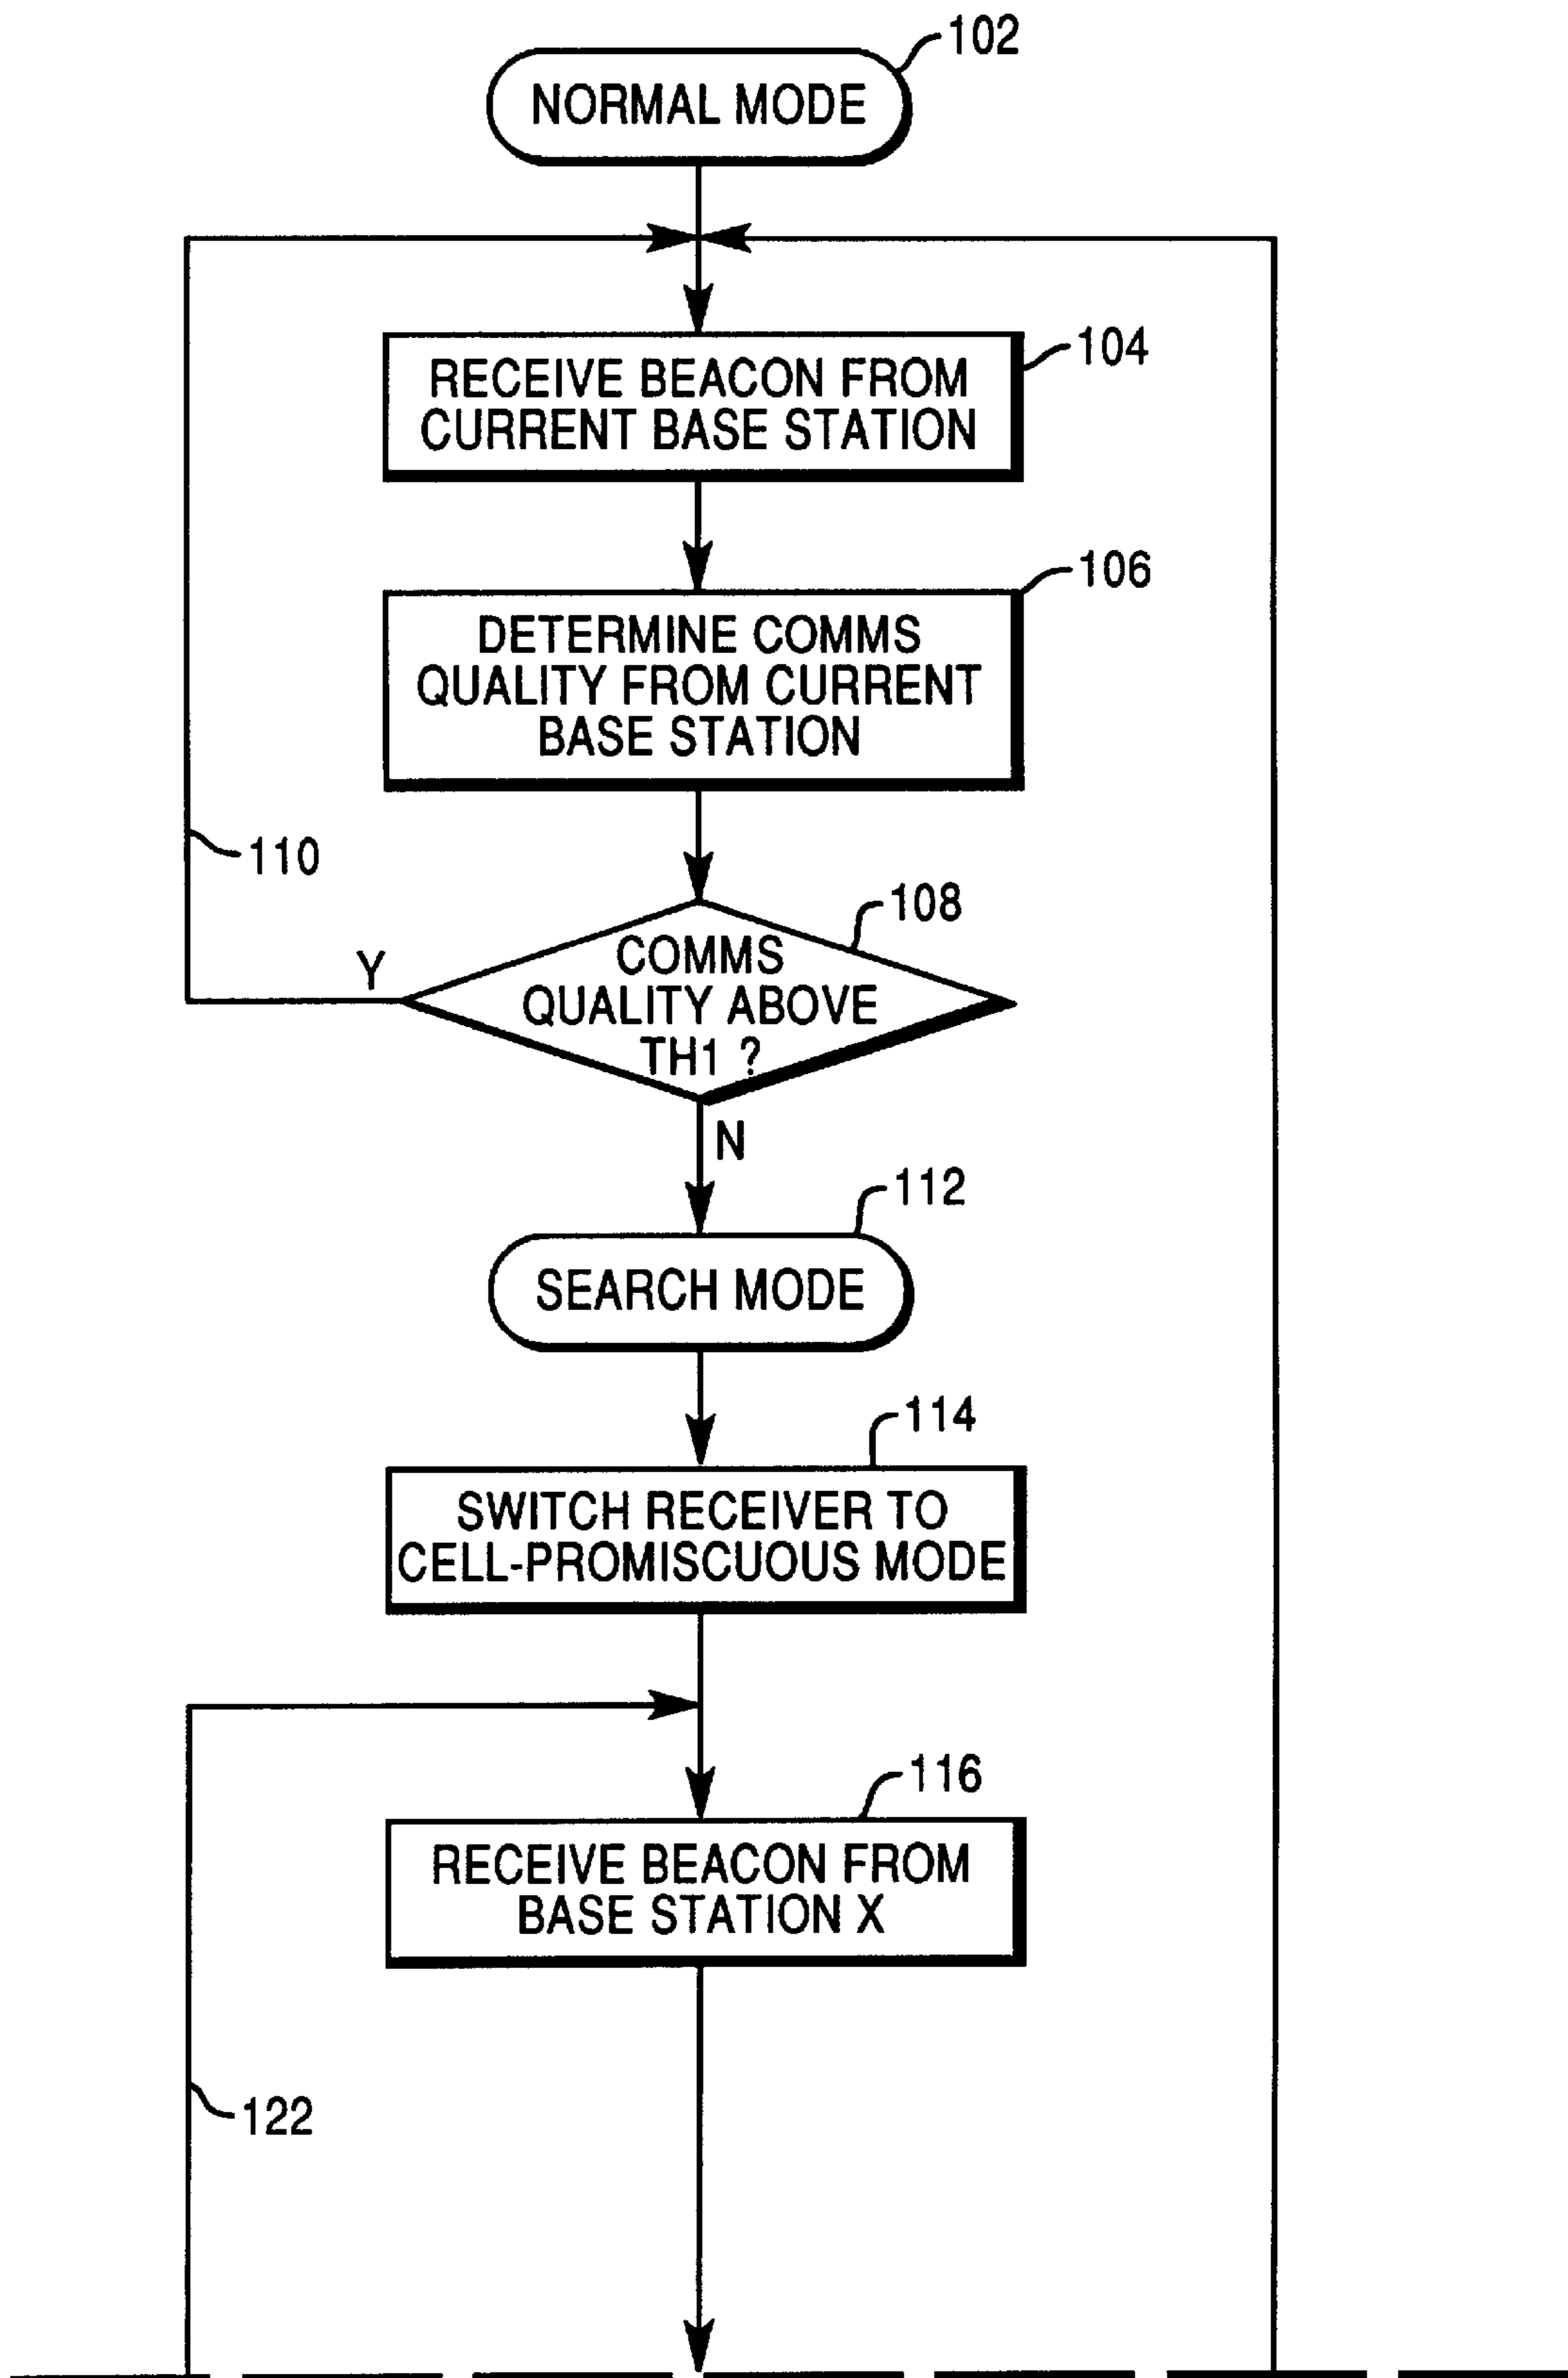 102
NORMAL MODE
104
RECEIVE BEACON FROM
CURRENT BASE STATION
106
DETERMINE COMMS
QUALITY FROM CURRENT
BASE STATION
110
108
Y
COMMS
QUALITY ABOVE
TH1 ?
N
112
SEARCH MODE
114
SWITCH RECEIVER TO
CELL-PROMISCUOUS MODE
116
RECEIVE BEACON FROM
BASE STATION X
122